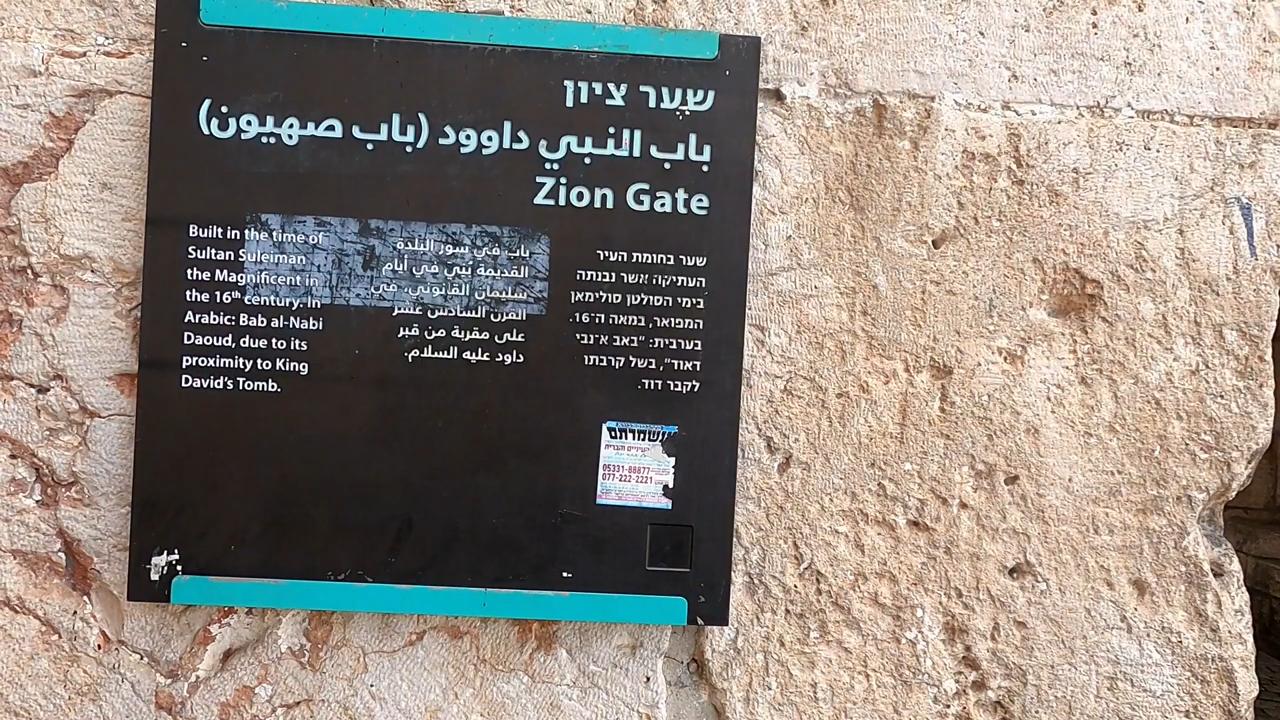 שער ציון
باب النبي داوود (باب صهيون)
Zion Gate
Built in the time of
Sultan Suleiman
the Magnificent in
the 16th century. In
Arabic: Bab al-Nabi
Daoud, due to its
proximity to King
David's Tomb.
باب في سور البلدة
القديمة بُني في أيام
سليمان القانوني، في
القرن السادس عشر
على مقربة من قبر
داود عليه السلام.
שער בחומת העיר
העתיקה אשר נבנתה
בימי הסולטן סולימאן
המפואר, במאה ה־16.
בערבית: "באב א־נבי
דאוד", בשל קרבתו
לקבר דוד.
05331-88877
077-222-2221